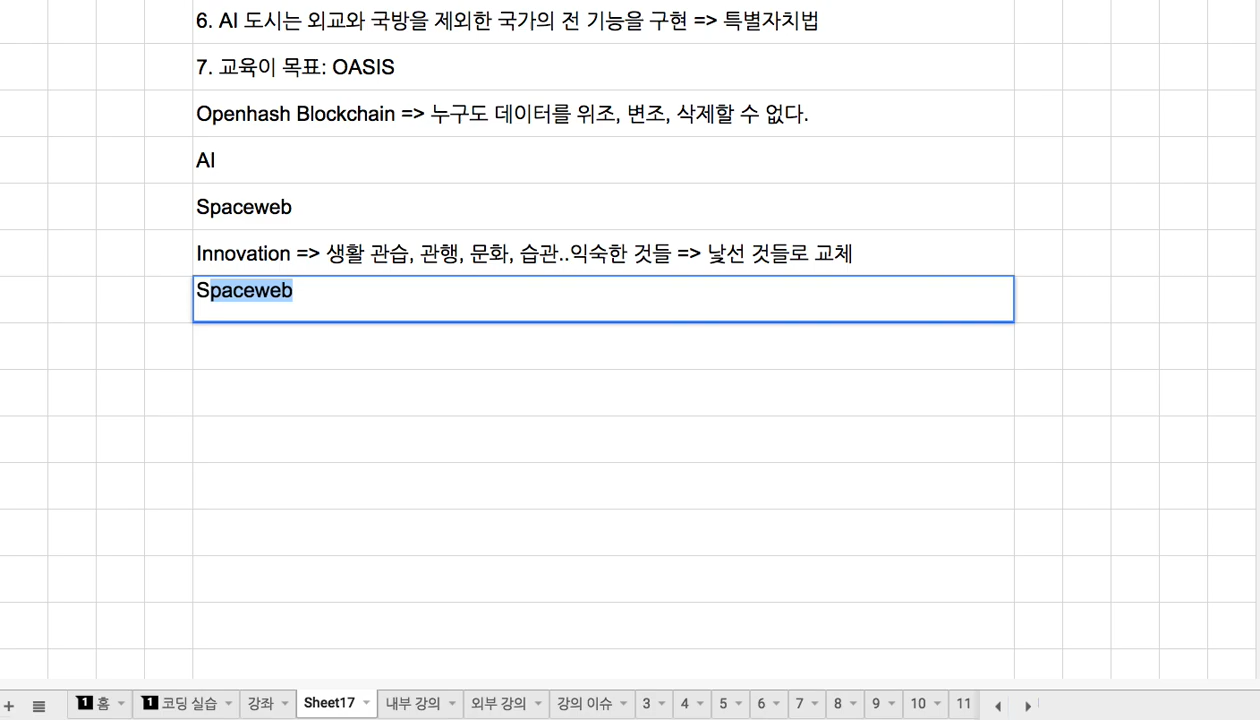 6. AI 도시는 외교와 국방을 제외한 국가의 전 기능을 구현 => 특별자치법
7. 교육이 목표: OASIS
Openhash Blockchain => 누구도 데이터를 위조, 변조, 삭제할 수 없다.
AI
Spaceweb
Innovation => 생활 관습, 관행, 문화, 습관..익숙한 것들 => 낯선 것들로 교체
Spaceweb
1 홈 1 코딩 실습 강좌 Sheet17 내부 강의 외부 강의 강의 이슈 3 4 5 6 7 8 9 10 11